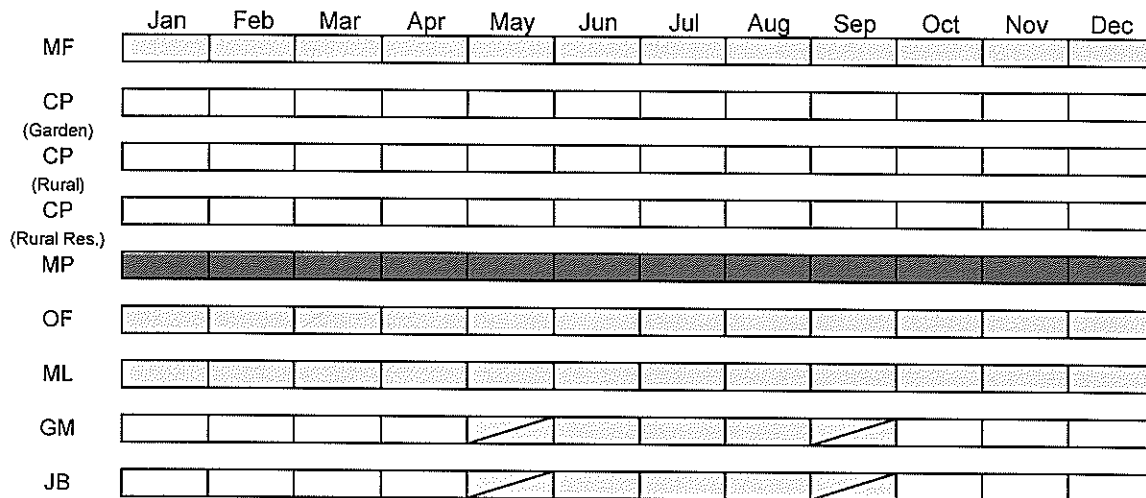 Jan Feb Mar Apr May Jun Jul Aug Sep Oct Nov Dec
MF
CP
(Garden)
CP
(Rural)
CP
(Rural Res.)
MP
OF
ML
GM
JB